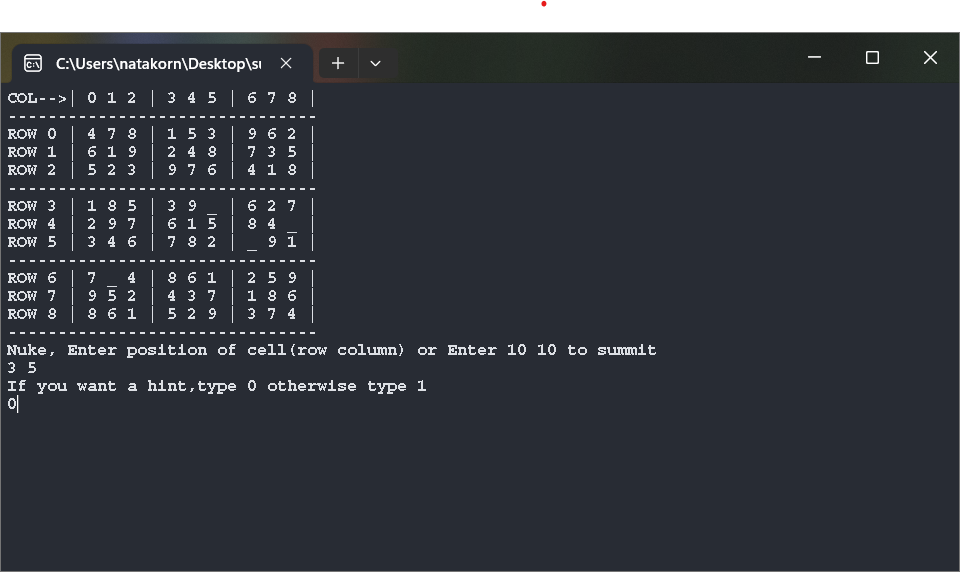 C:\Users\natakorn\Desktop\su
COL-->| 0 1 2 | 3 4 5 | 6 7 8 |
-------------------------------
ROW 0 | 4 7 8 | 1 5 3 | 9 6 2 |
ROW 1 | 6 1 9 | 2 4 8 | 7 3 5 |
ROW 2 | 5 2 3 | 9 7 6 | 4 1 8 |
-------------------------------
ROW 3 | 1 8 5 | 3 9 _ | 6 2 7 |
ROW 4 | 2 9 7 | 6 1 5 | 8 4 _ |
ROW 5 | 3 4 6 | 7 8 2 | _ 9 1 |
-------------------------------
ROW 6 | 7 _ 4 | 8 6 1 | 2 5 9 |
ROW 7 | 9 5 2 | 4 3 7 | 1 8 6 |
ROW 8 | 8 6 1 | 5 2 9 | 3 7 4 |
-------------------------------
Nuke, Enter position of cell(row column) or Enter 10 10 to summit
3 5
If you want a hint,type 0 otherwise type 1
0